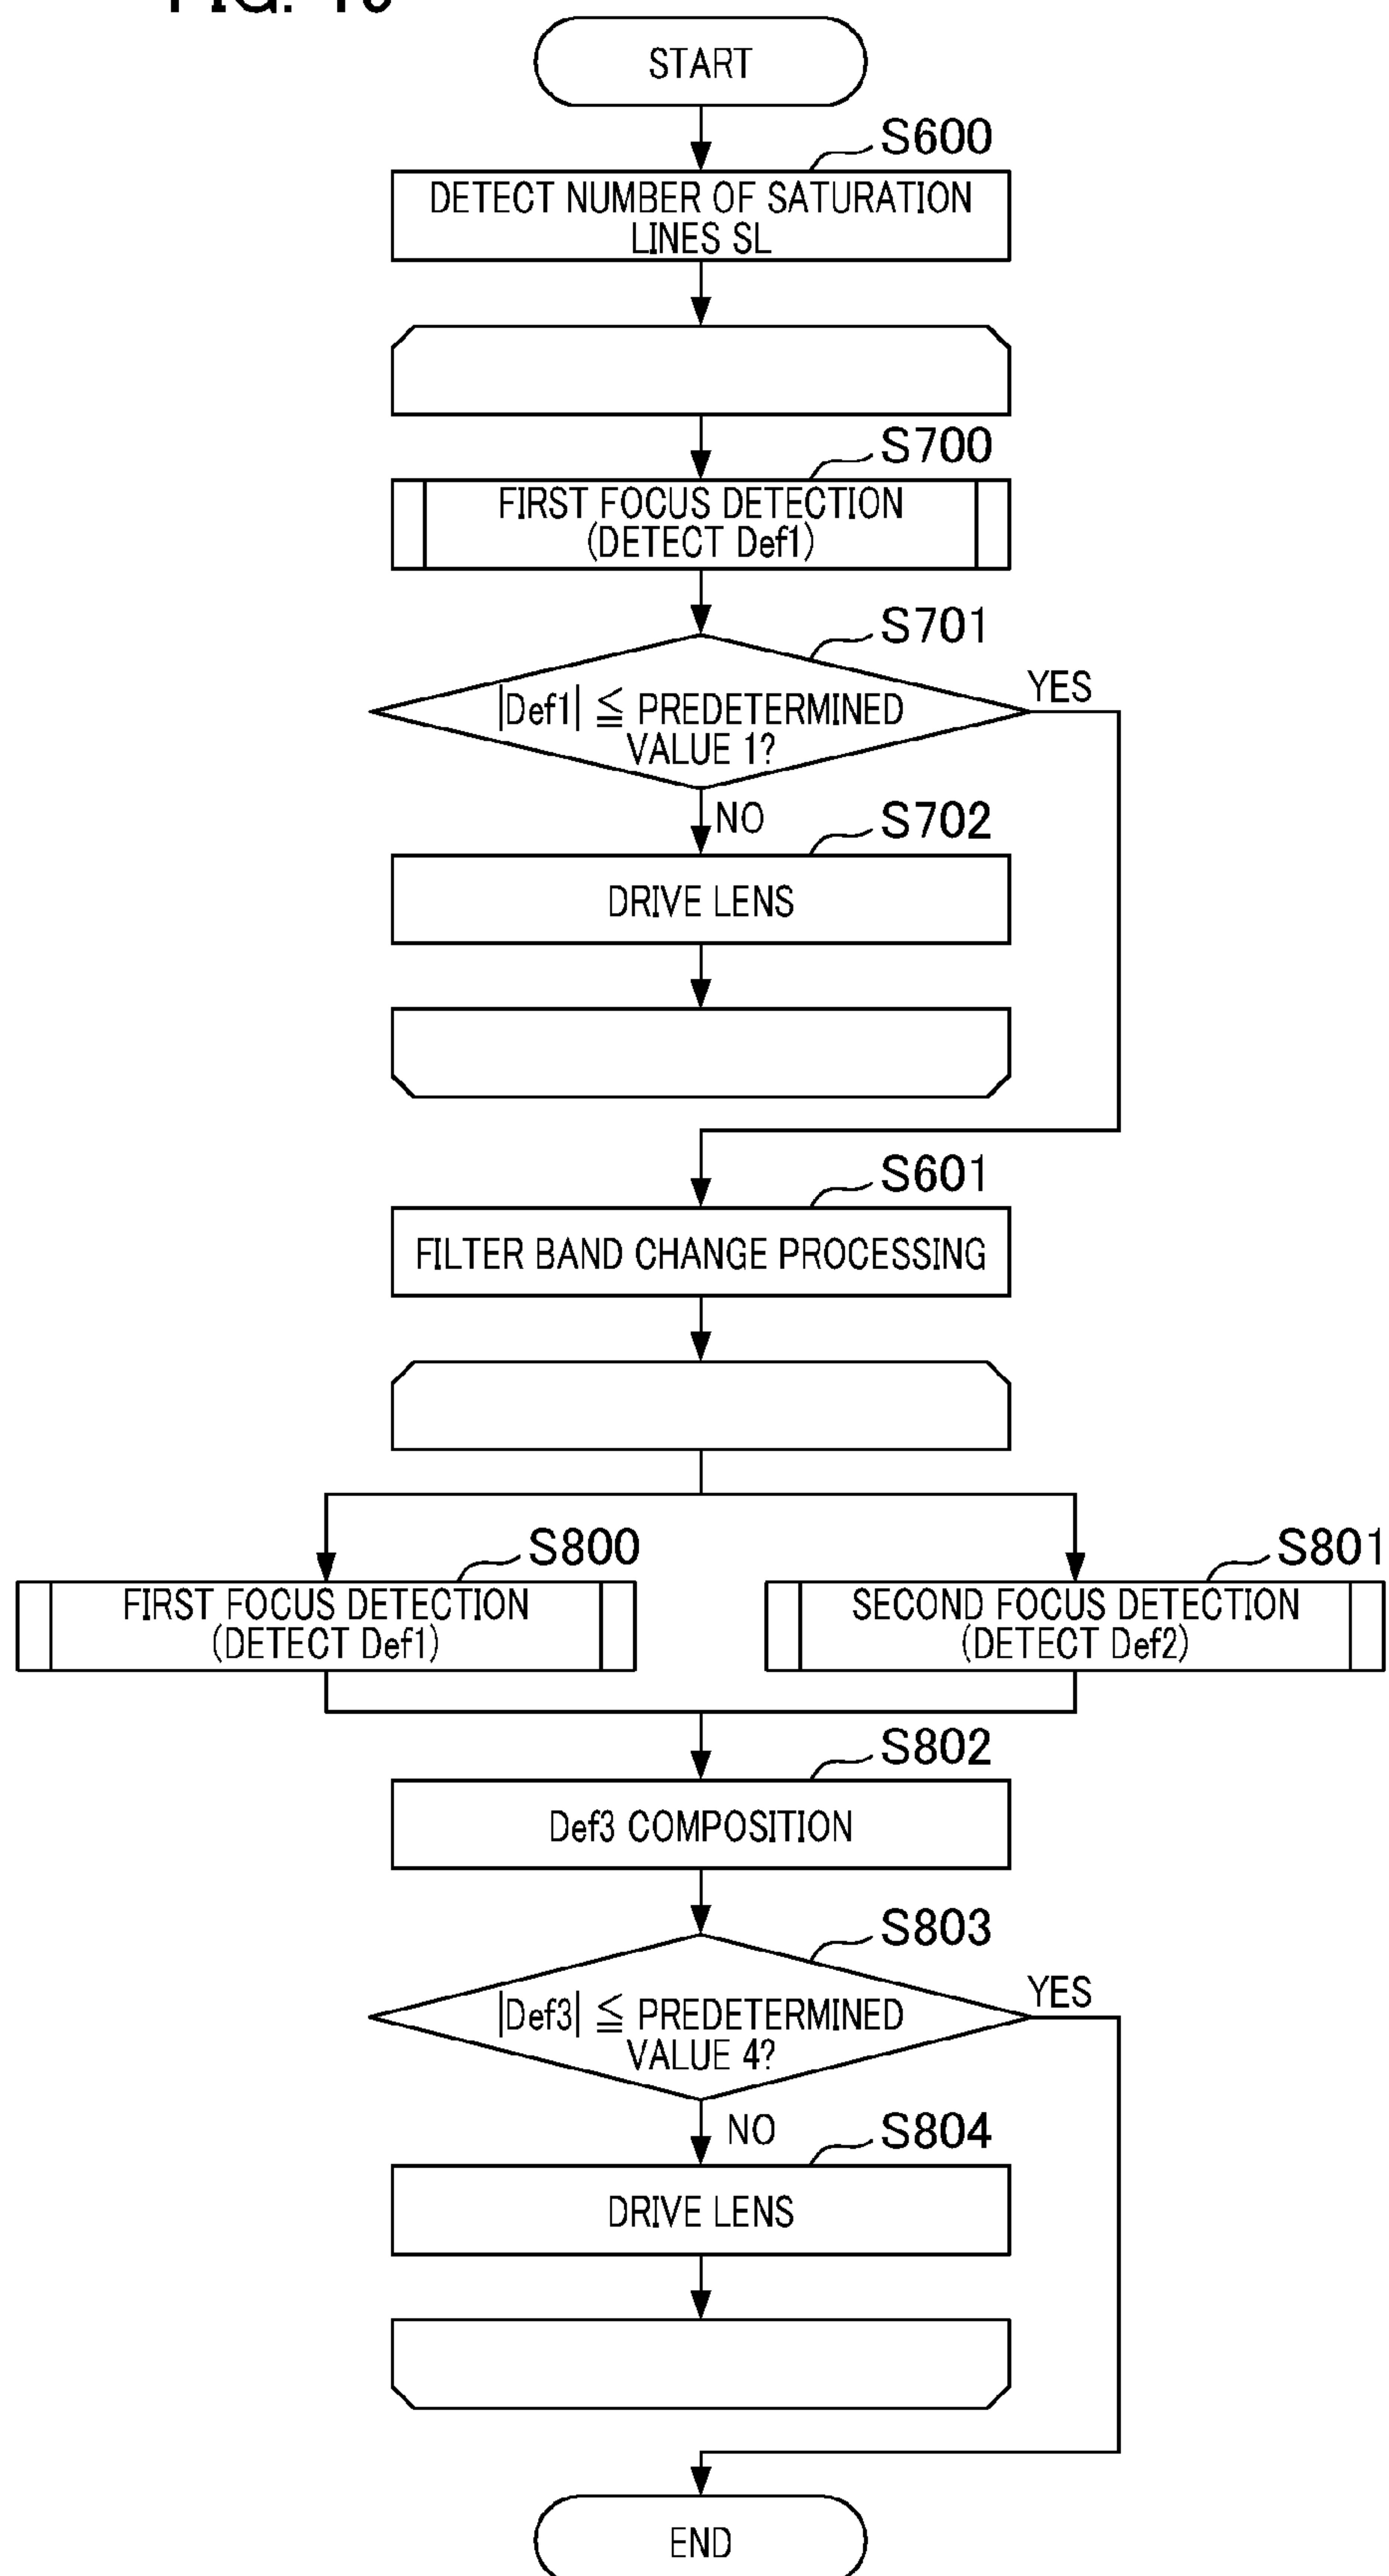 START
S600
DETECT NUMBER OF SATURATION
LINES SL
S700
FIRST FOCUS DETECTION
(DETECT Def1)
S701
|Def1| ≦ PREDETERMINED
VALUE 1?
YES
NO
S702
DRIVE LENS
S601
FILTER BAND CHANGE PROCESSING
S800
S801
FIRST FOCUS DETECTION
(DETECT Def1)
SECOND FOCUS DETECTION
(DETECT Def2)
S802
Def3 COMPOSITION
S803
|Def3| ≦ PREDETERMINED
VALUE 4?
YES
NO
S804
DRIVE LENS
END